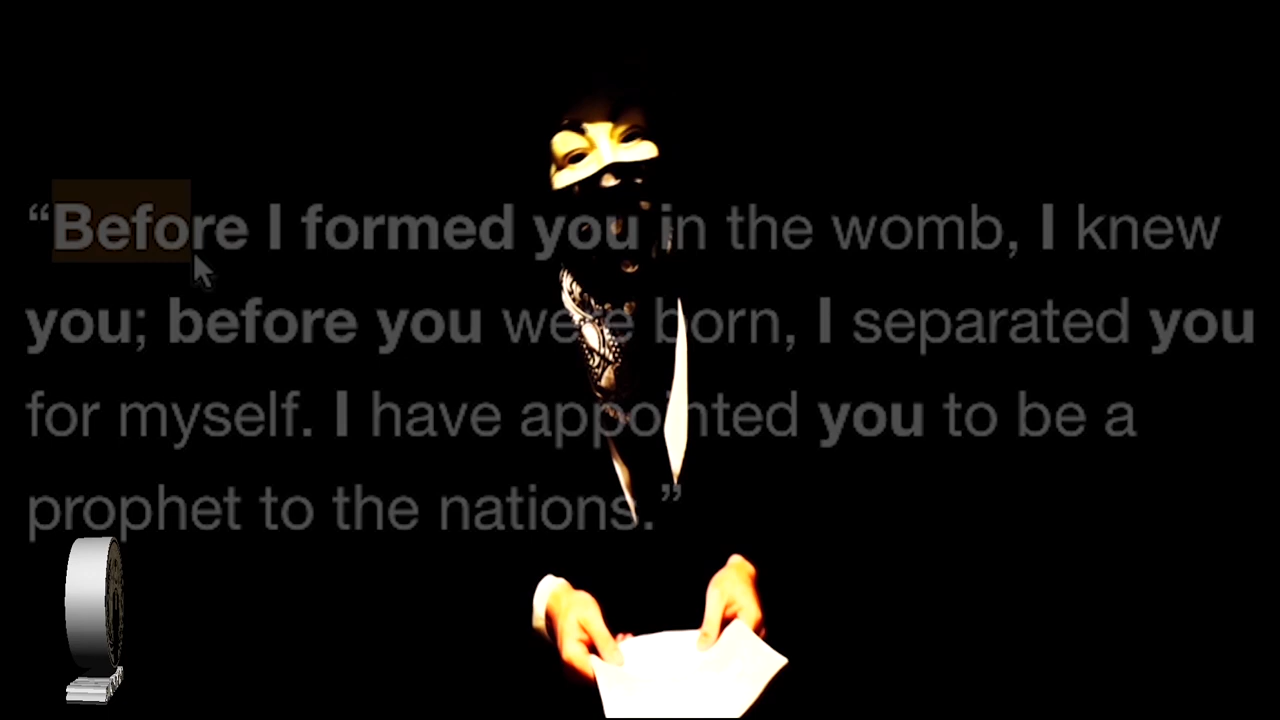 “Before I formed you in the womb, I knew
you; before you were born, I separated you
for myself. I have appointed you to be a
prophet to the nations.”